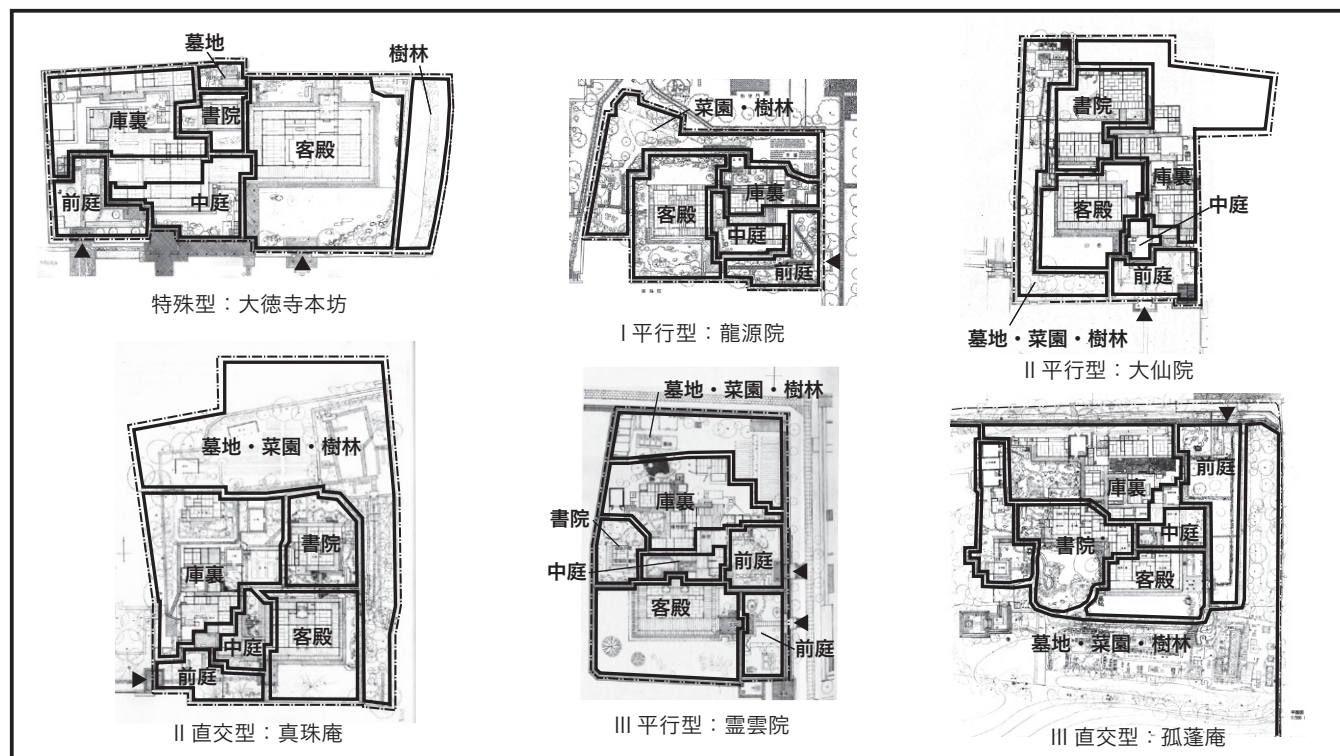 墓地
樹林
庫裏
書院
客殿
前庭
中庭
特殊型：大徳寺本坊
菜園・樹林
客殿
庫裏
中庭
前庭
I 平行型：龍源院
書院
庫裏
客殿
中庭
前庭
墓地・菜園・樹林
II 平行型：大仙院
墓地・菜園・樹林
書院
庫裏
中庭
客殿
前庭
II 直交型：真珠庵
墓地・菜園・樹林
庫裏
書院
中庭
前庭
客殿
前庭
III 平行型：霊雲院
前庭
庫裏
書院
中庭
客殿
墓地・菜園・樹林
III 直交型：孤蓬庵